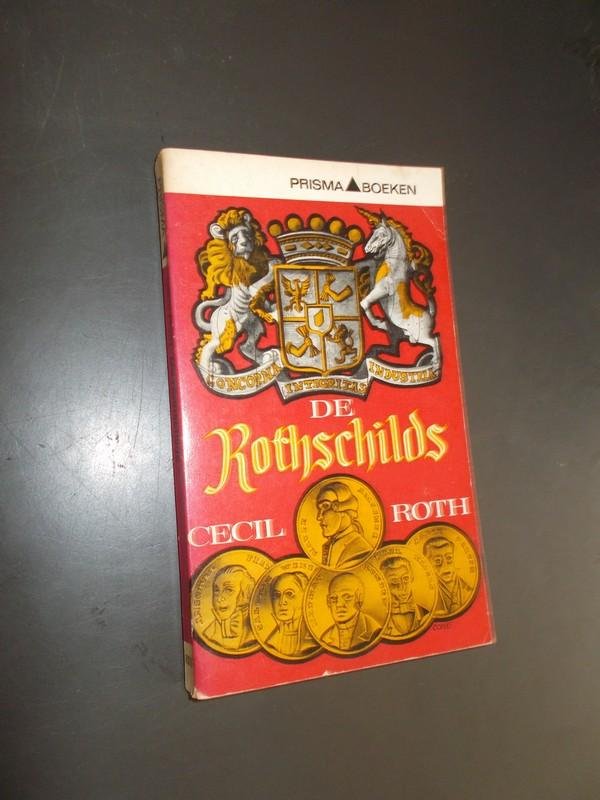 PRISMA BOEKEN
CONCORDIA INTEGRITAS INDUSTRIA
DE
Rothschilds
CECIL ROTH